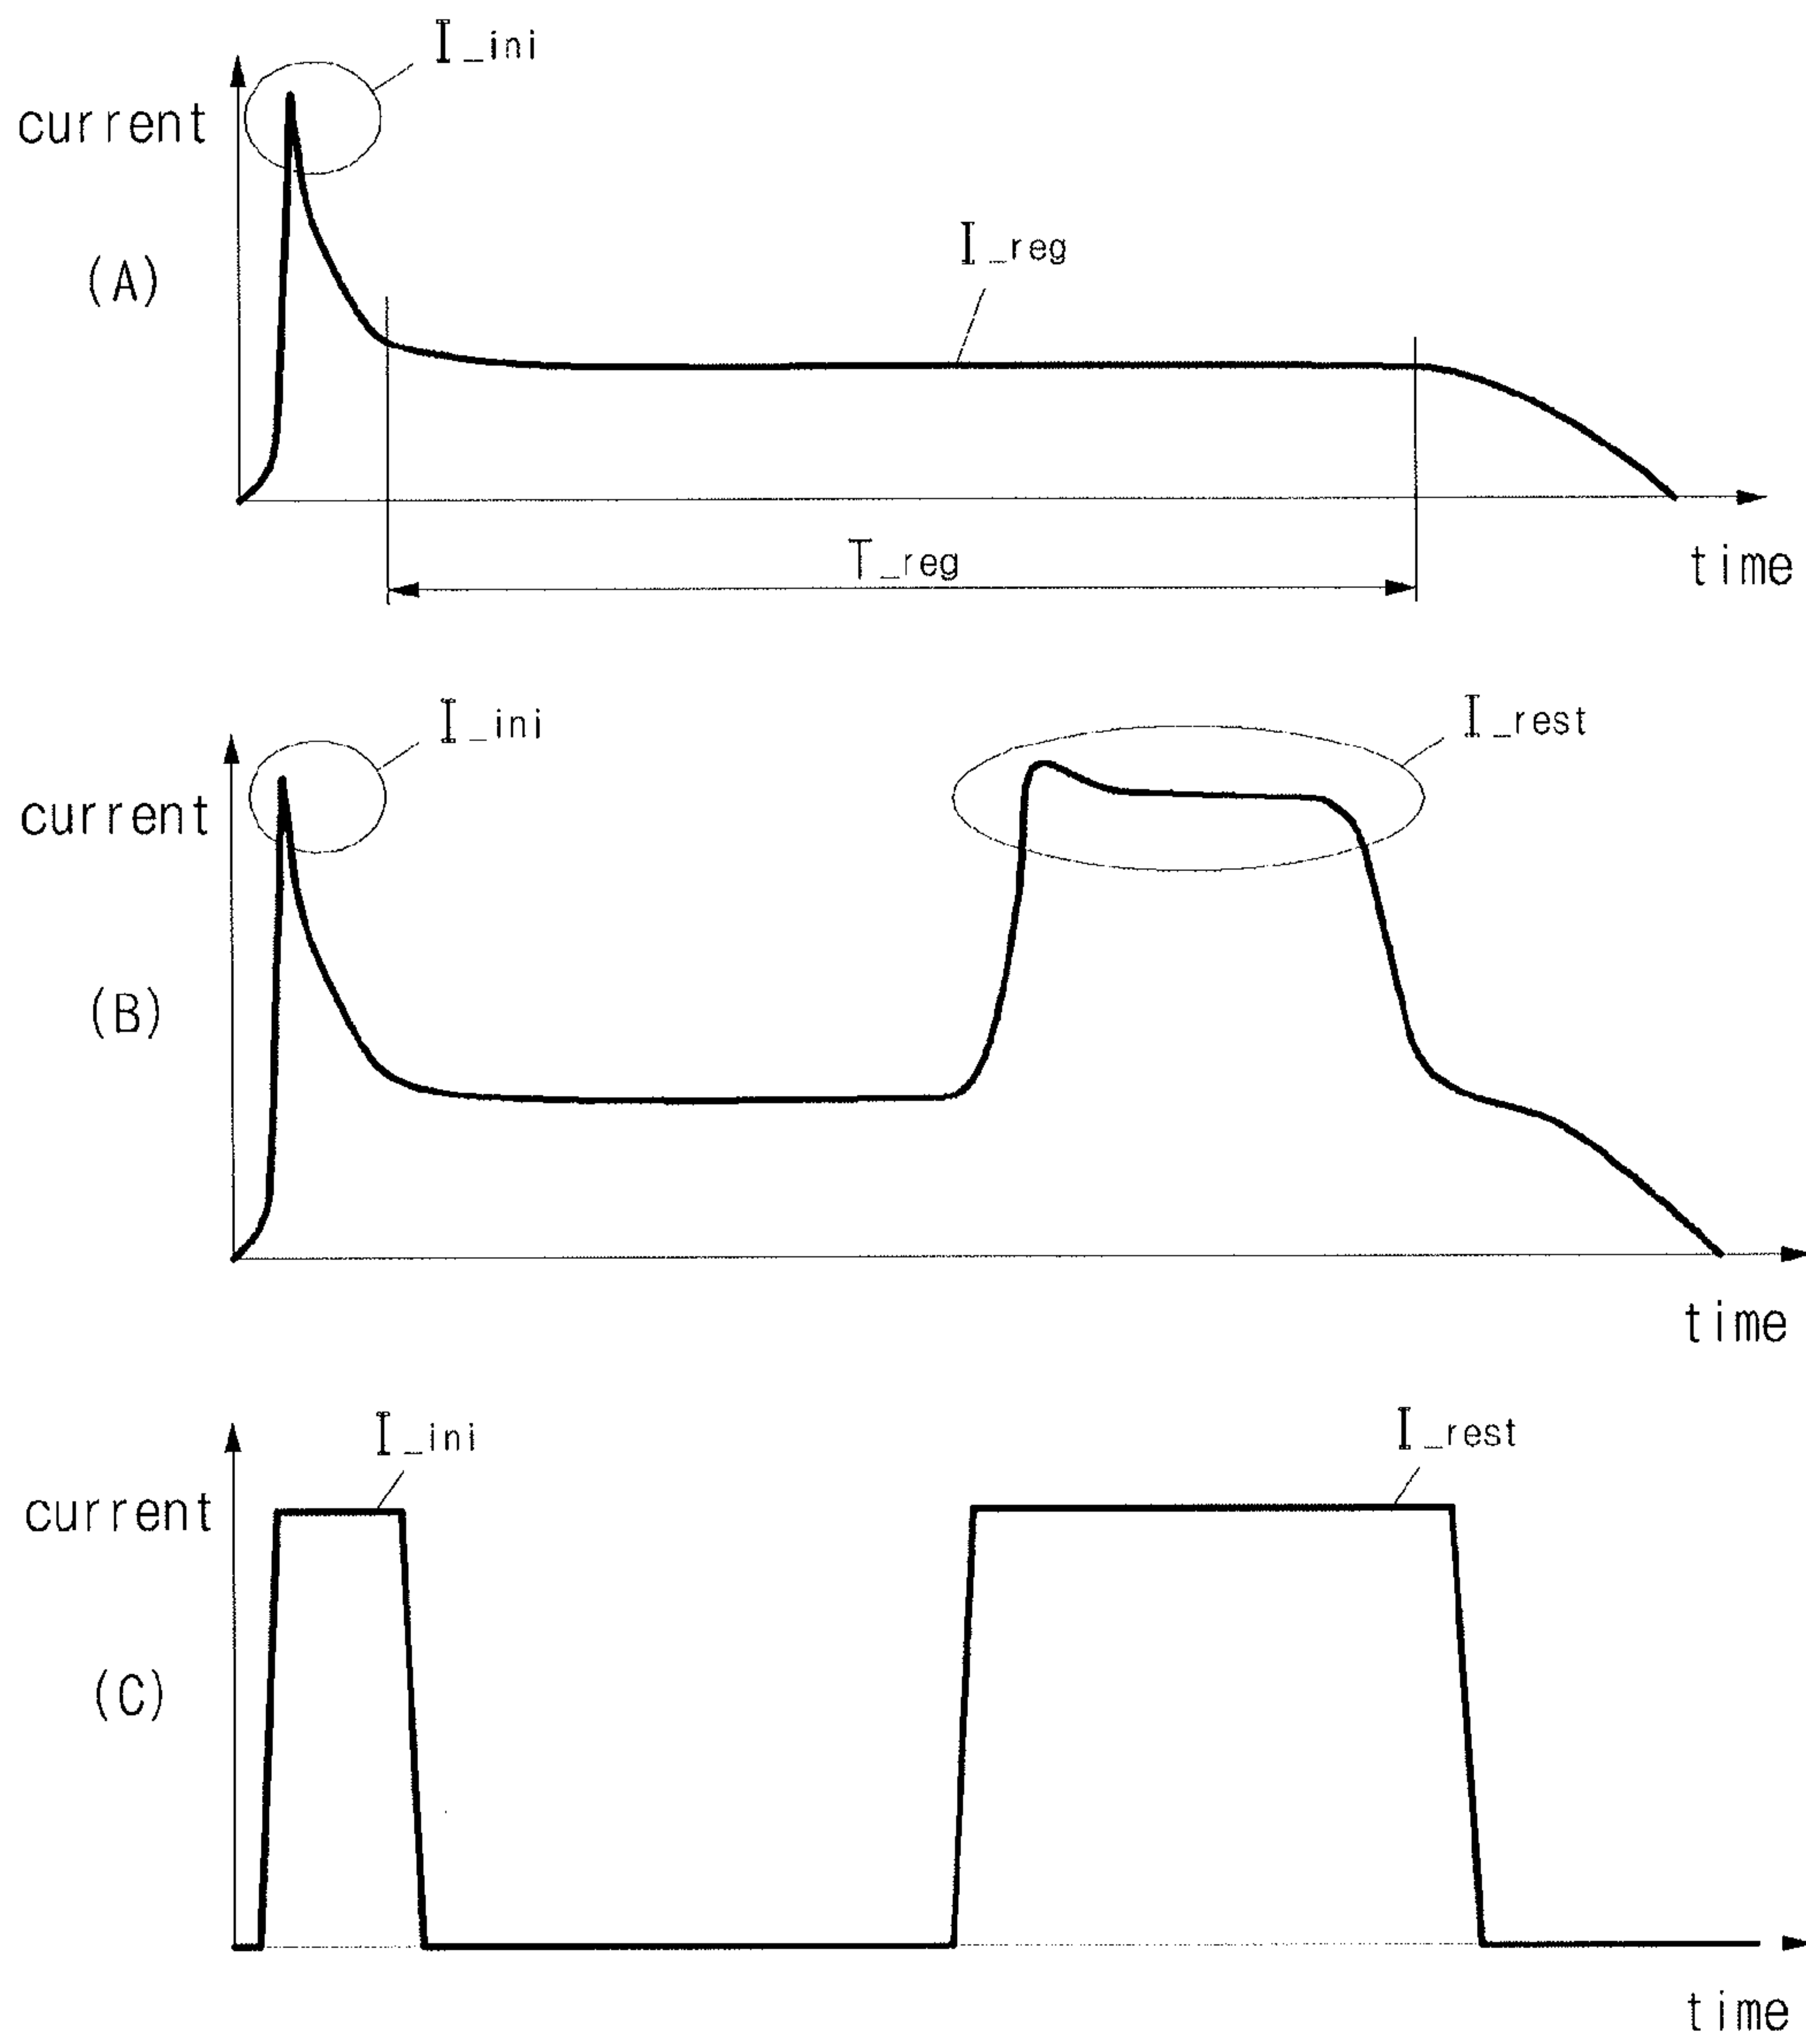 I_ini
current
I_reg
(A)
T_reg
time
I_ini
I_rest
current
(B)
time
I_ini
I_rest
current
(C)
time